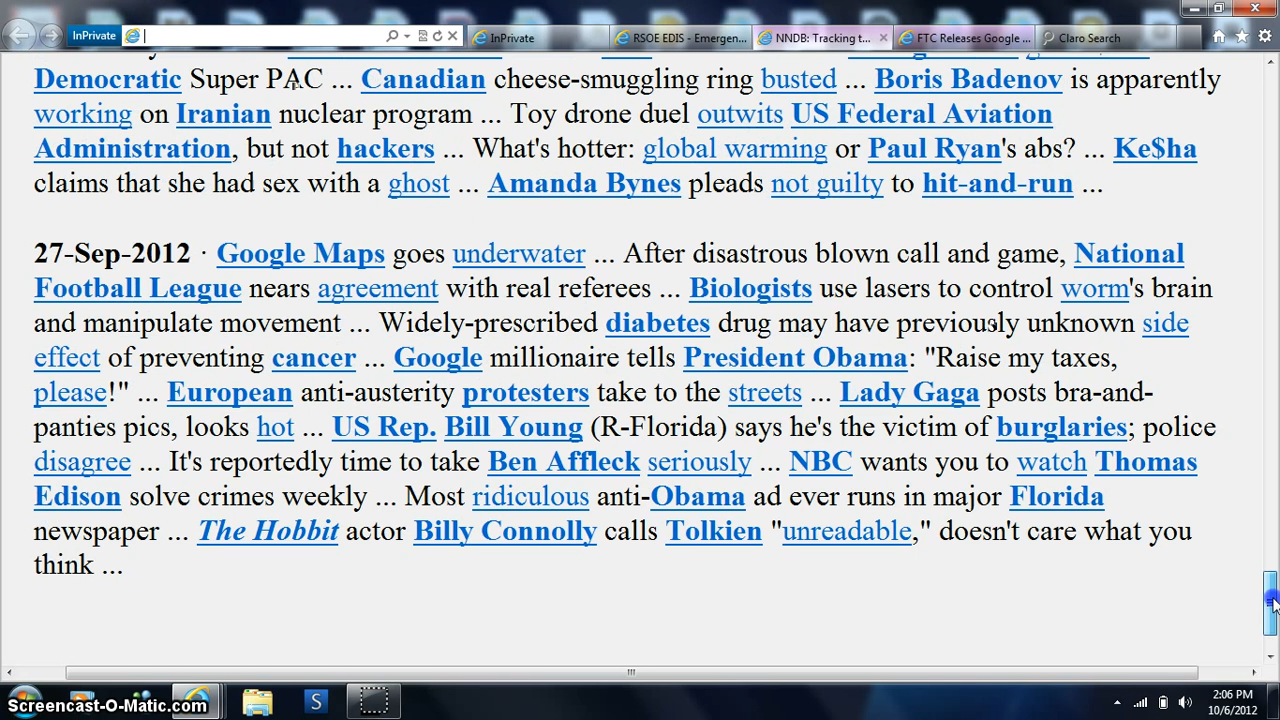 InPrivate
InPrivate
RSOE EDIS - Emergen...
NNDB: Tracking t...
FTC Releases Google ...
Claro Search
Democratic Super PAC ... Canadian cheese-smuggling ring busted ... Boris Badenov is apparently
working on Iranian nuclear program ... Toy drone duel outwits US Federal Aviation
Administration, but not hackers ... What's hotter: global warming or Paul Ryan's abs? ... Ke$ha
claims that she had sex with a ghost ... Amanda Bynes pleads not guilty to hit-and-run ...
27-Sep-2012 · Google Maps goes underwater ... After disastrous blown call and game, National
Football League nears agreement with real referees ... Biologists use lasers to control worm's brain
and manipulate movement ... Widely-prescribed diabetes drug may have previously unknown side
effect of preventing cancer ... Google millionaire tells President Obama: "Raise my taxes,
please!" ... European anti-austerity protesters take to the streets ... Lady Gaga posts bra-and-
panties pics, looks hot ... US Rep. Bill Young (R-Florida) says he's the victim of burglaries; police
disagree ... It's reportedly time to take Ben Affleck seriously ... NBC wants you to watch Thomas
Edison solve crimes weekly ... Most ridiculous anti-Obama ad ever runs in major Florida
newspaper ... The Hobbit actor Billy Connolly calls Tolkien "unreadable," doesn't care what you
think ...
S
2:06 PM
10/6/2012
Screencast-O-Matic.com